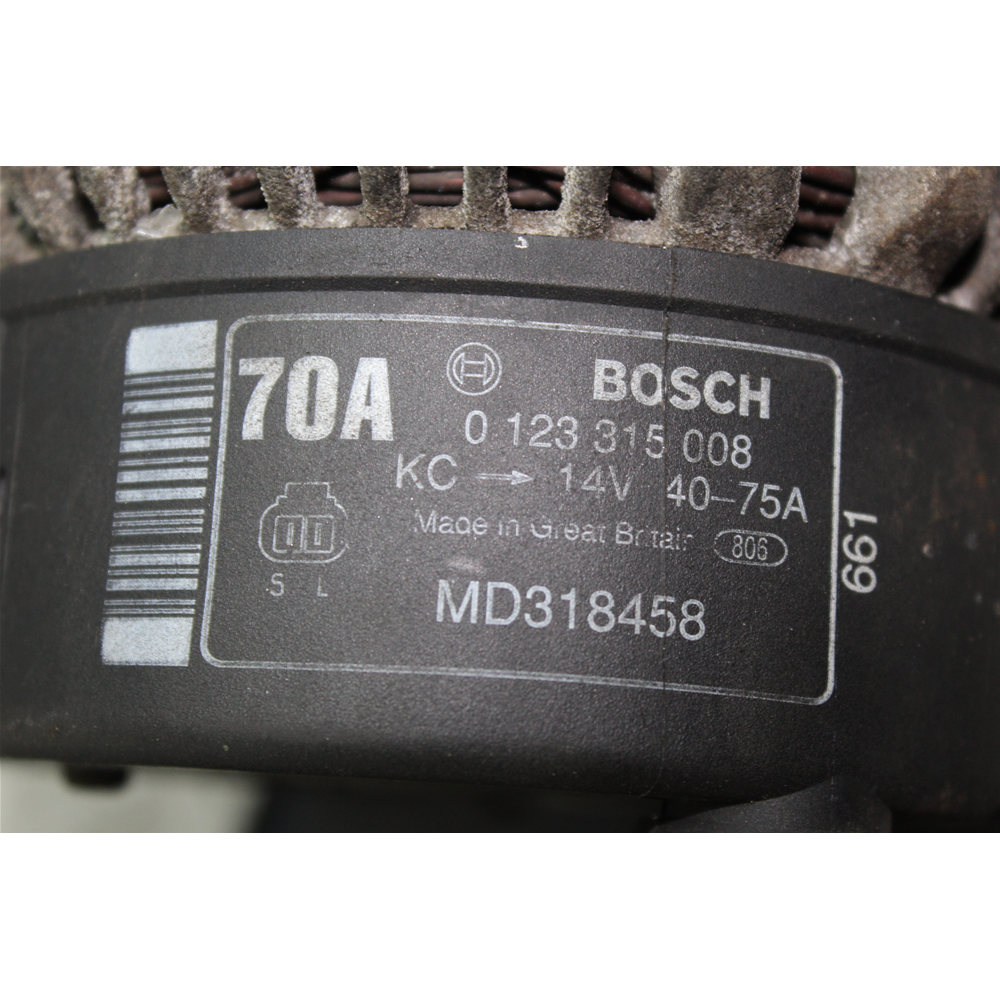 70A
BOSCH
0 123 315 008
KC → 14V 40–75A
Made in Great Britain 806
S L
MD318458
661